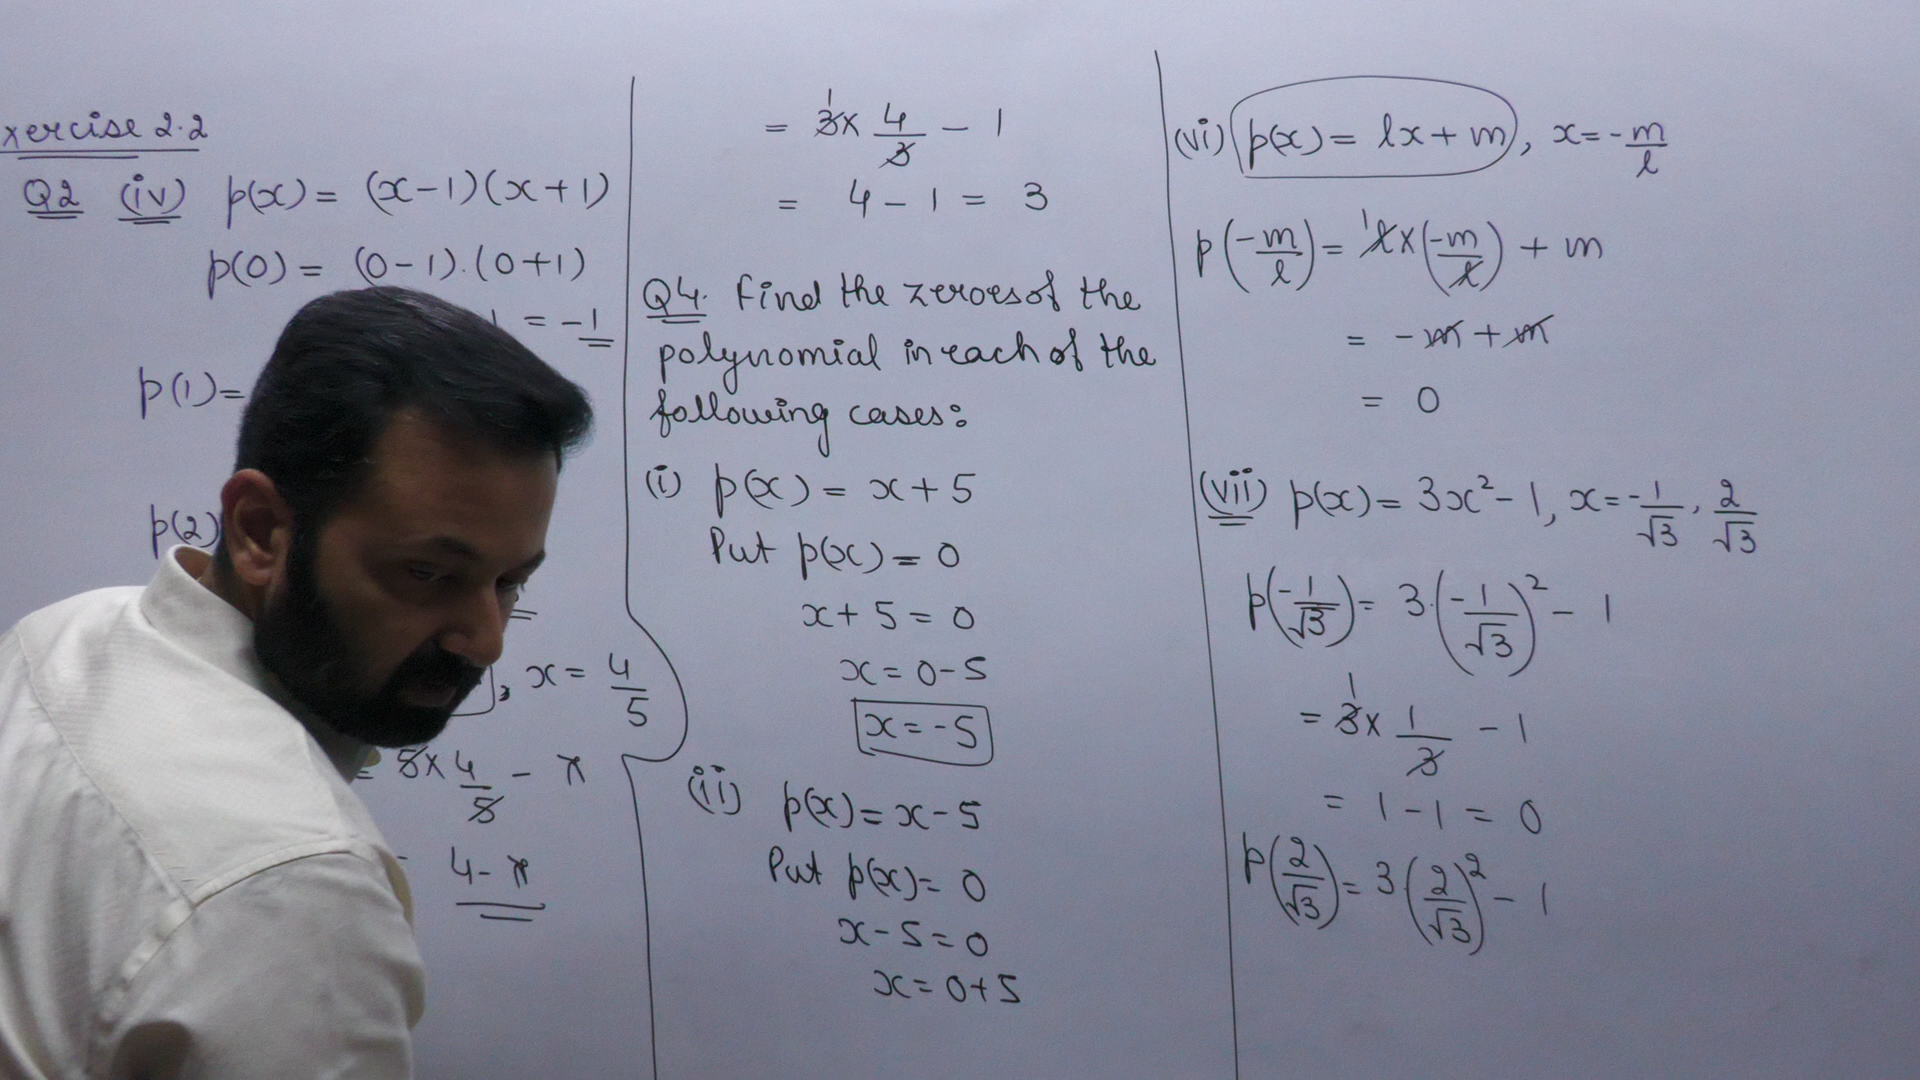 xercise 2.2
Q2 (iv) p(x) = (x-1)(x+1)
p(0) = (0-1).(0+1)
1 = -1
p(1) =
p(2)
, x = 4/5
= 5 x 4/5 - π
4 - π
= 3 x 4/3 - 1
= 4 - 1 = 3
Q4. Find the zeroes of the
polynomial in each of the
following cases:
(i) p(x) = x + 5
Put p(x) = 0
x + 5 = 0
x = 0 - 5
x = -5
(ii) p(x) = x - 5
Put p(x) = 0
x - 5 = 0
x = 0 + 5
(vi) p(x) = lx + m, x = -m/l
p(-m/l) = l x (-m/l) + m
= -m + m
= 0
(vii) p(x) = 3x² - 1, x = -1/√3, 2/√3
p(-1/√3) = 3.(-1/√3)² - 1
= 3 x 1/3 - 1
= 1 - 1 = 0
p(2/√3) = 3(2/√3)² - 1